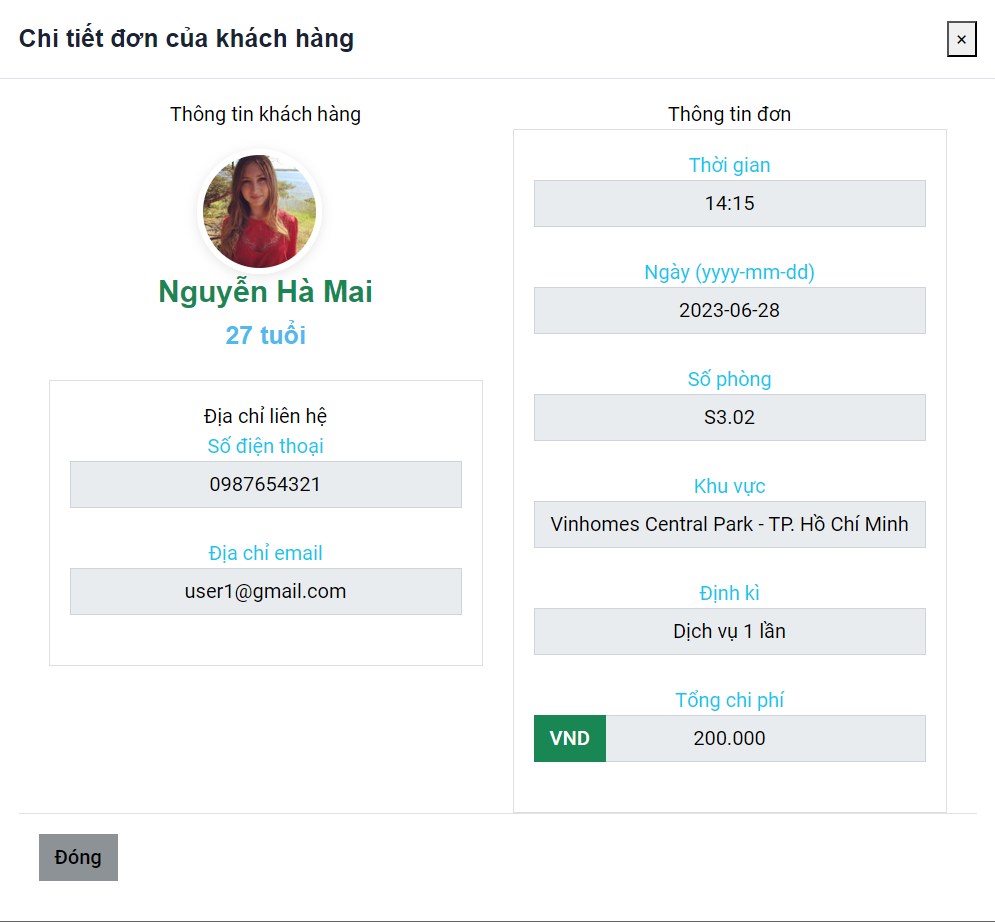 Chi tiết đơn của khách hàng
×
Thông tin khách hàng
Nguyễn Hà Mai
27 tuổi
Địa chỉ liên hệ
Số điện thoại
0987654321
Địa chỉ email
user1@gmail.com
Thông tin đơn
Thời gian
14:15
Ngày (yyyy-mm-dd)
2023-06-28
Số phòng
S3.02
Khu vực
Vinhomes Central Park - TP. Hồ Chí Minh
Định kì
Dịch vụ 1 lần
Tổng chi phí
VND 200.000
Đóng